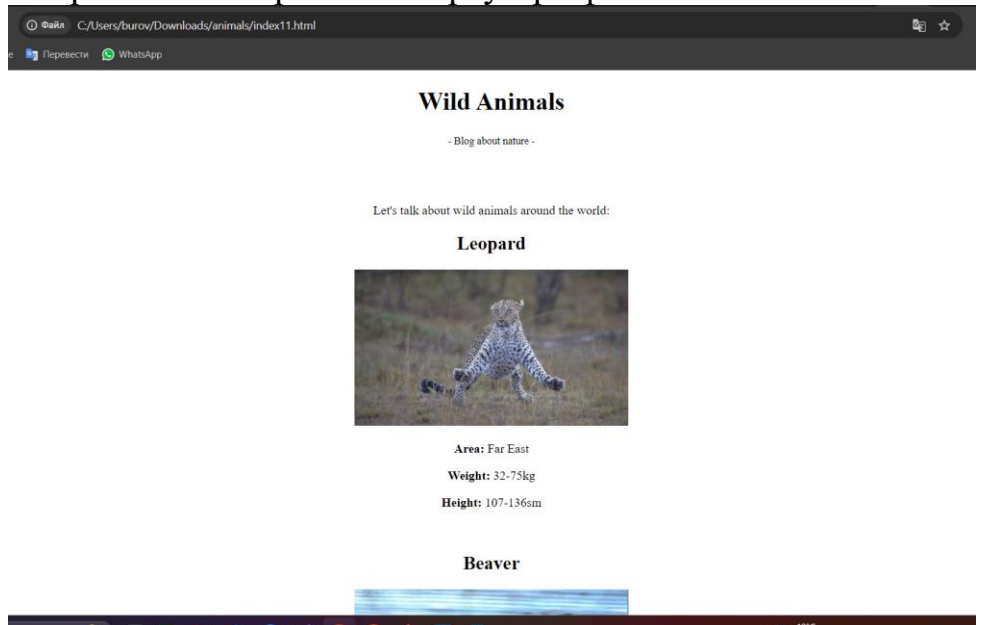 Файл C:/Users/burov/Downloads/animals/index11.html
Перевести WhatsApp
Wild Animals
- Blog about nature -
Let's talk about wild animals around the world:
Leopard
Area: Far East
Weight: 32-75kg
Height: 107-136sm
Beaver